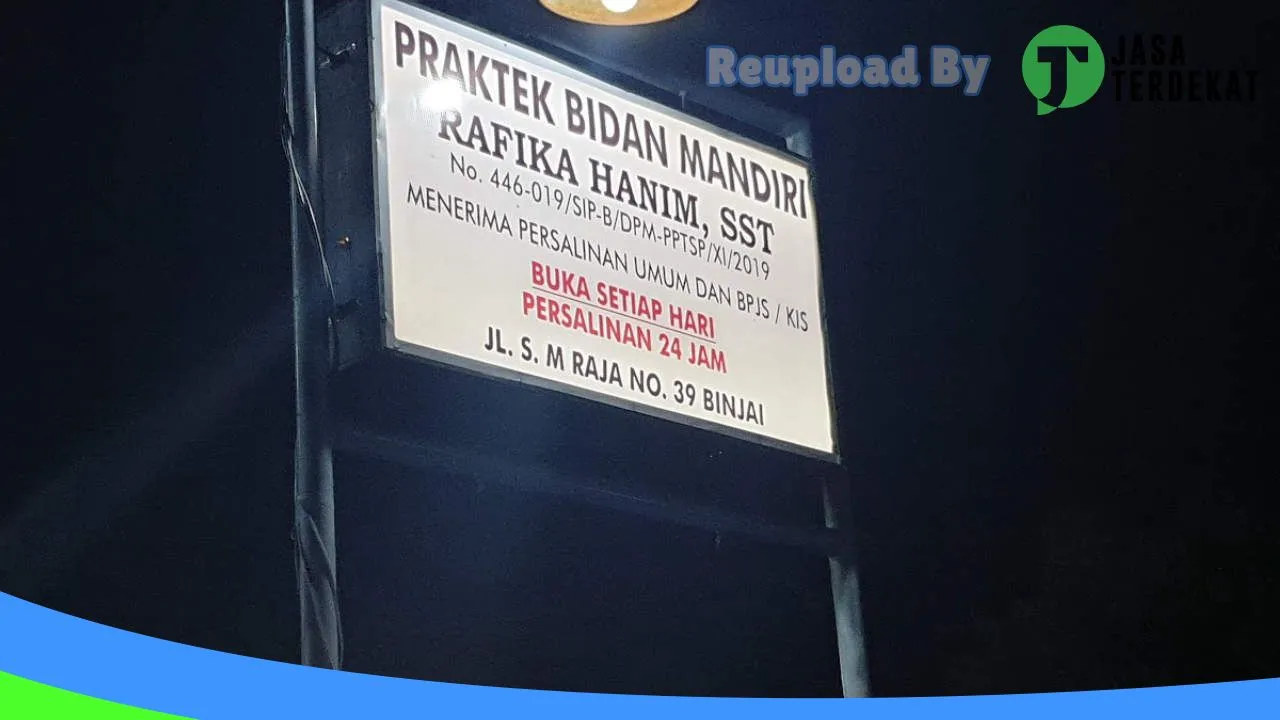 Reupload By
JASA
TERDEKAT
PRAKTEK BIDAN MANDIRI
RAFIKA HANIM, SST
No. 446-019/SIP-B/DPM-PPTSP/XI/2019
MENERIMA PERSALINAN UMUM DAN BPJS / KIS
BUKA SETIAP HARI
PERSALINAN 24 JAM
JL. S. M RAJA NO. 39 BINJAI